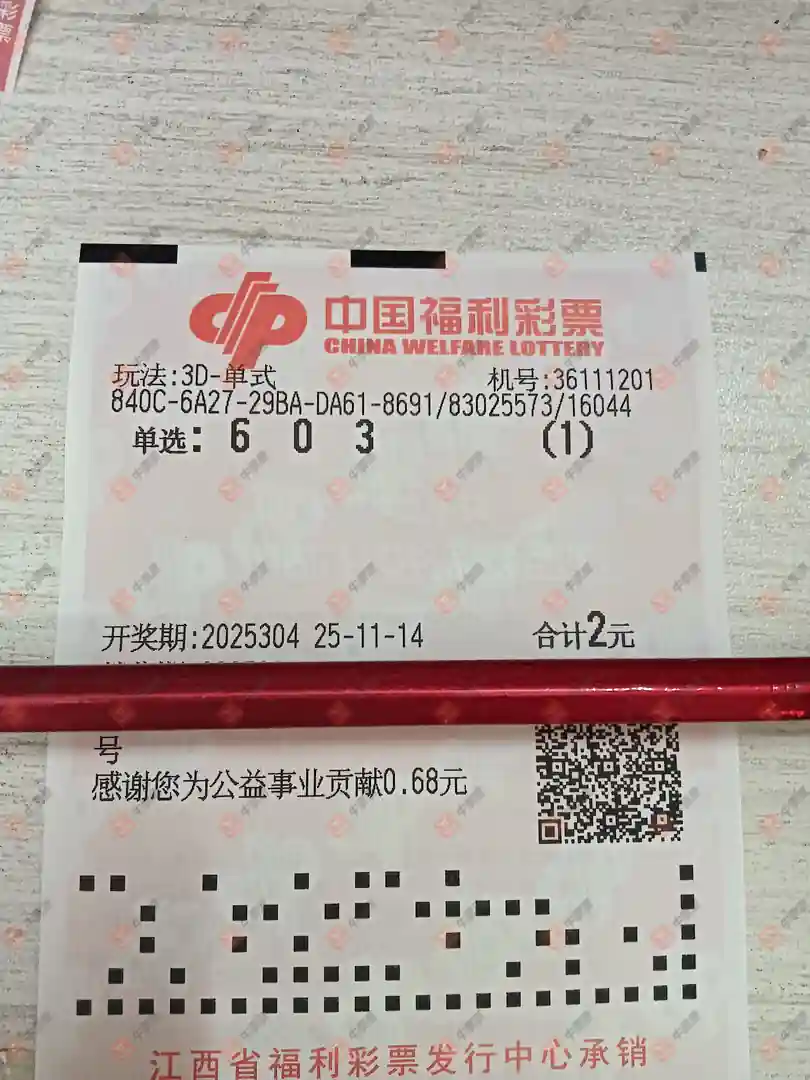 中国福利彩票
CHINA WELFARE LOTTERY
玩法:3D-单式 机号:36111201
840C-6A27-29BA-DA61-8691/83025573/16044
单选: 6 0 3 (1)
开奖期:2025304 25-11-14 合计2元
号
感谢您为公益事业贡献0.68元
江西省福利彩票发行中心承销